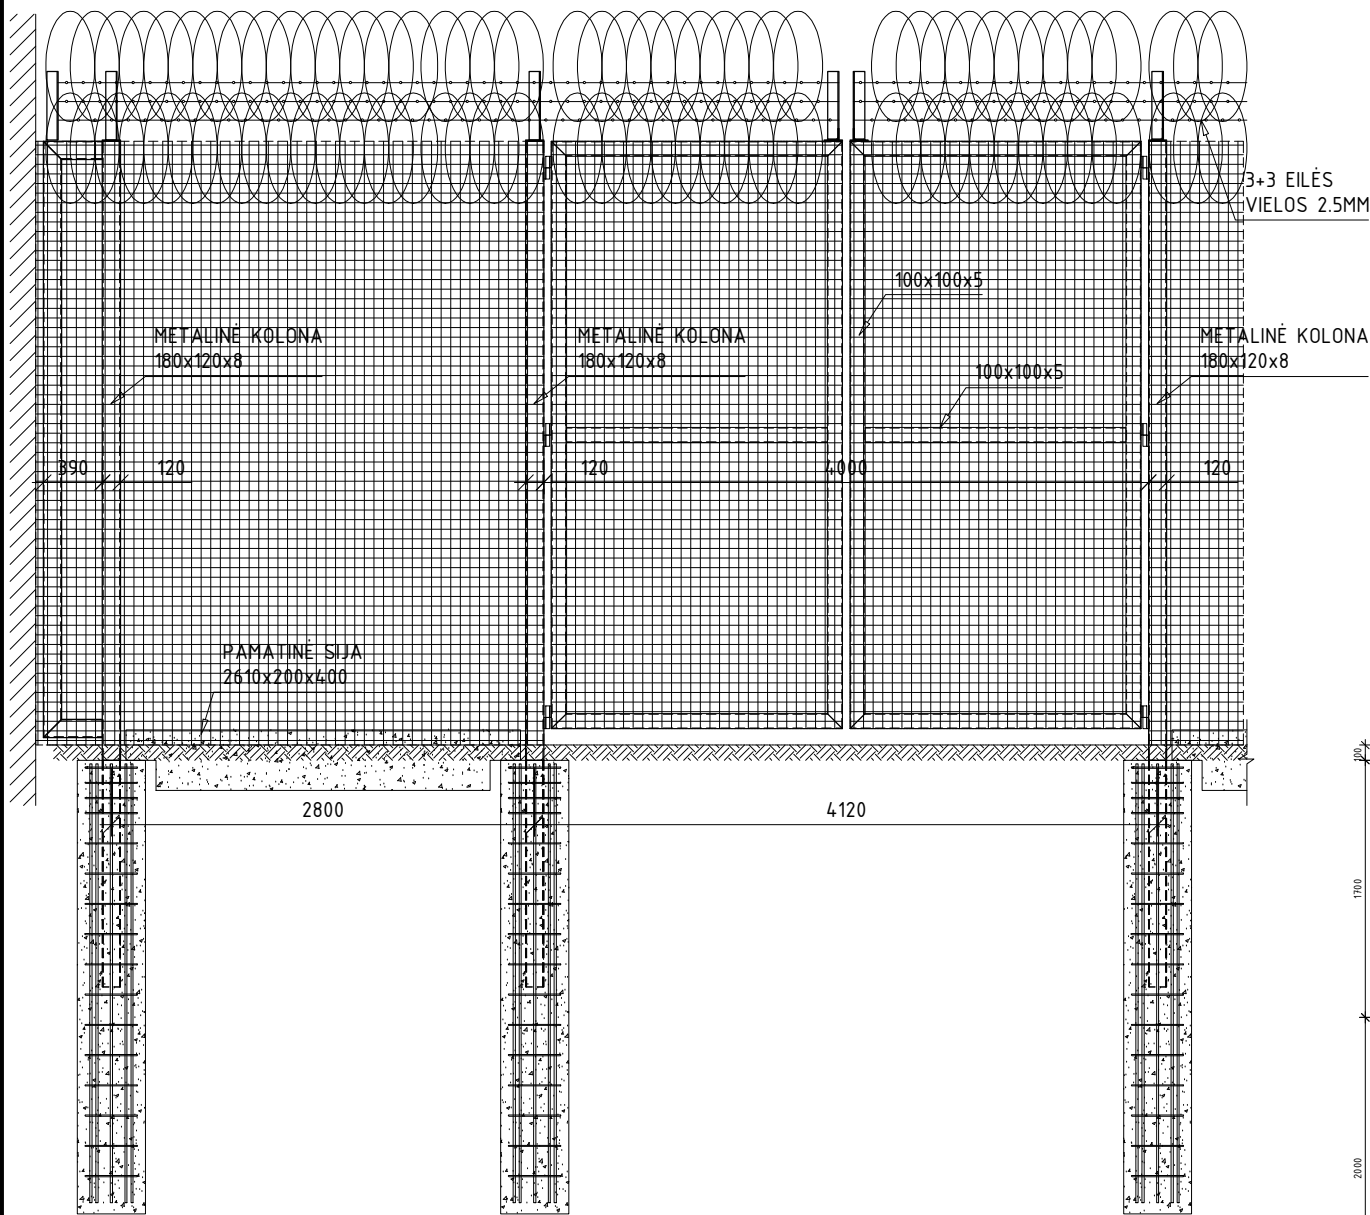 3+3 EILĖS
VIELOS 2.5MM
100x100x5
METALINĖ KOLONA
180x120x8
METALINĖ KOLONA
180x120x8
METALINĖ KOLONA
180x120x8
100x100x5
390
120
120
4000
120
PAMATINĖ SIJA
2610x200x400
100
2800
4120
1700
2000